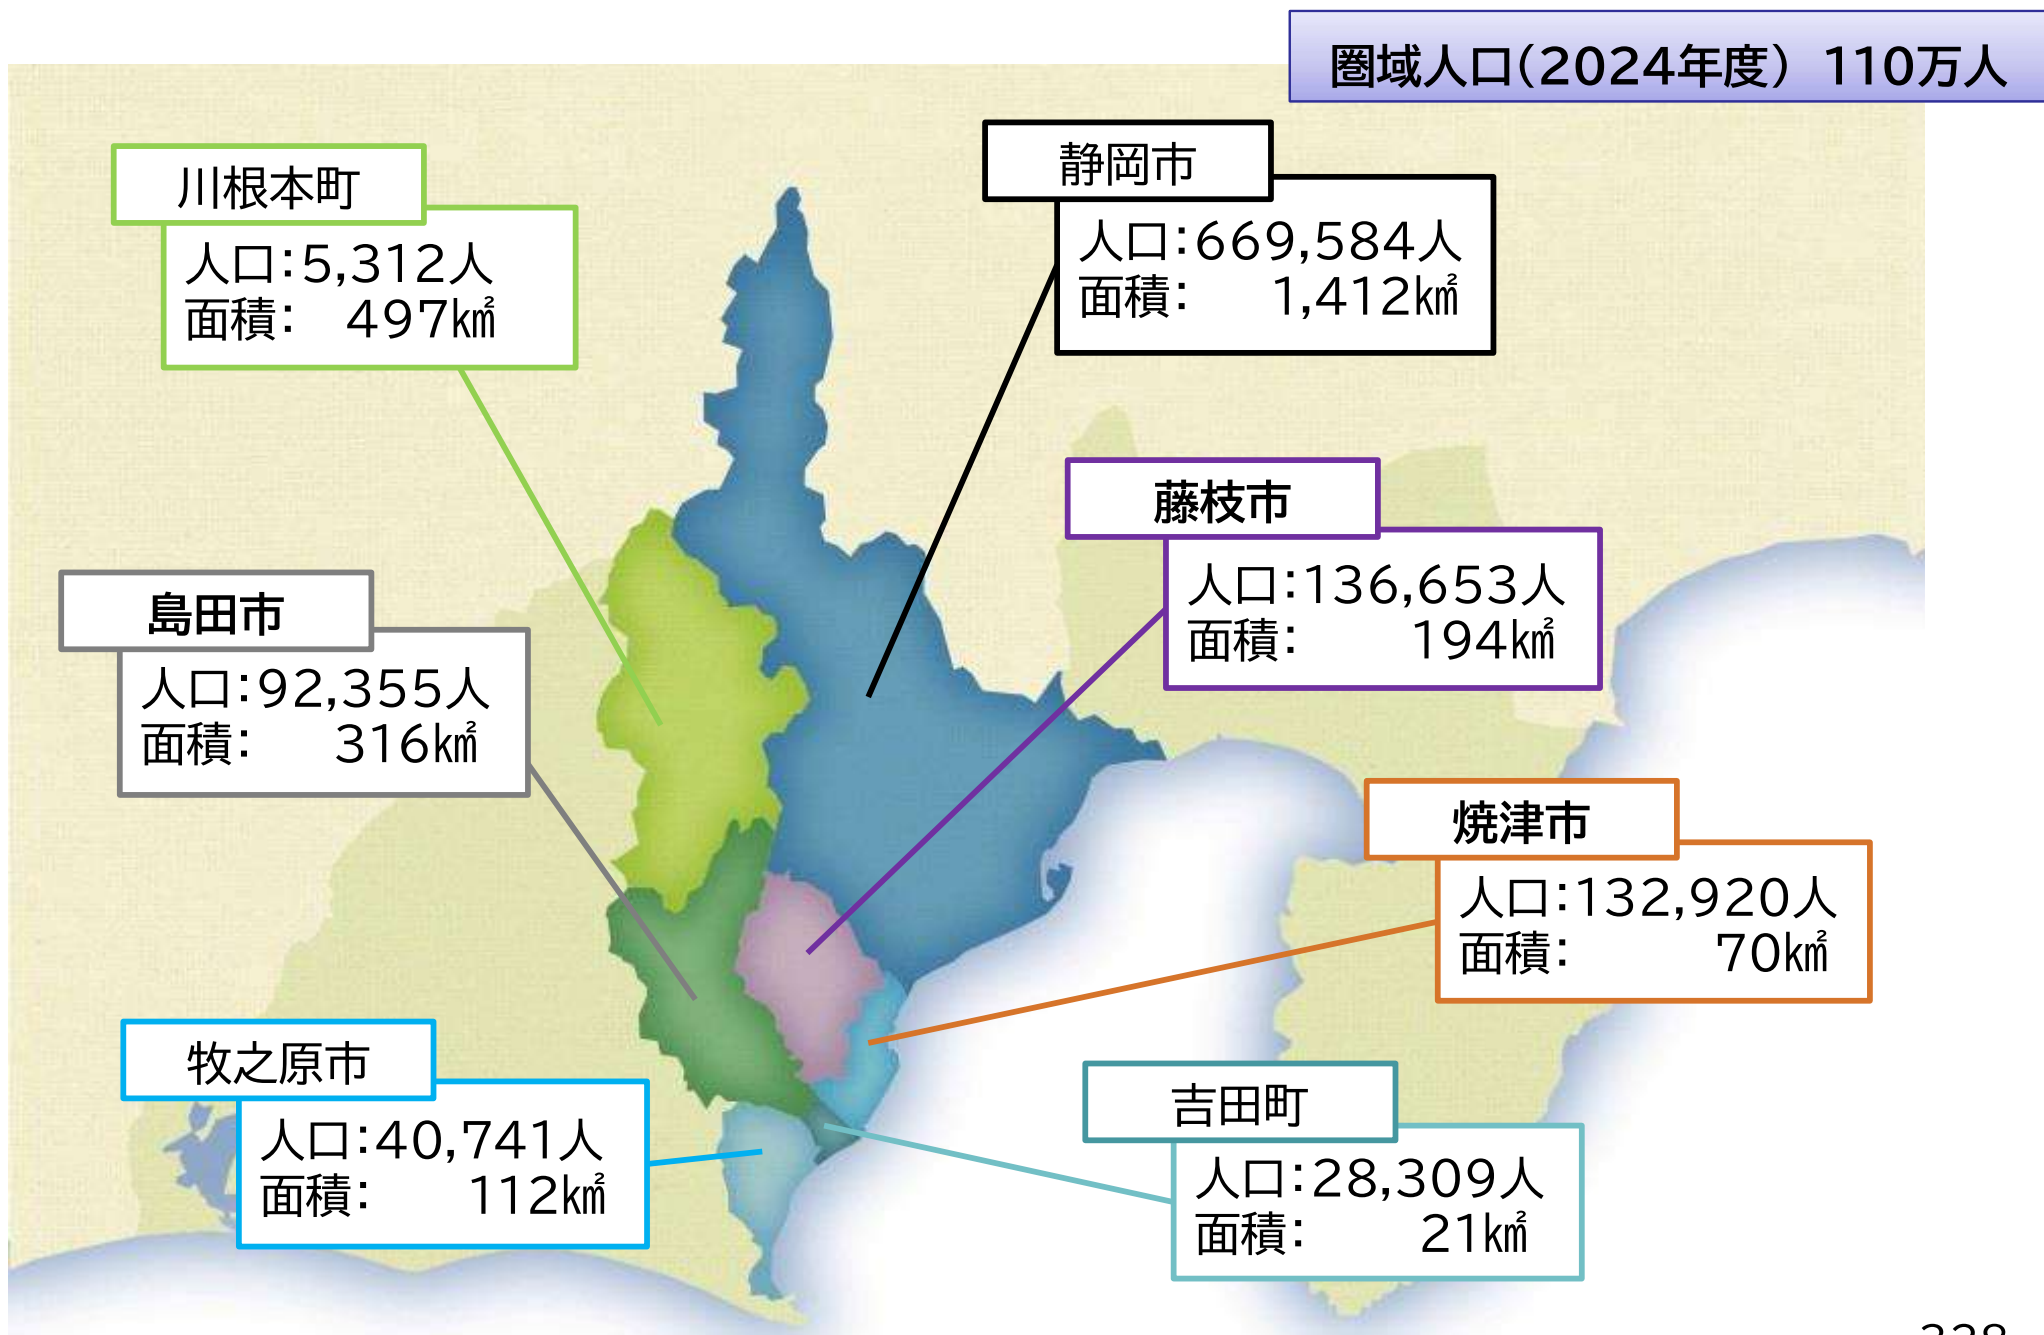 圏域人口（2024年度） 110万人
川根本町
人口：5,312人
面積： 497㎢
静岡市
人口：669,584人
面積： 1,412㎢
藤枝市
人口：136,653人
面積： 194㎢
島田市
人口：92,355人
面積： 316㎢
焼津市
人口：132,920人
面積： 70㎢
牧之原市
人口：40,741人
面積： 112㎢
吉田町
人口：28,309人
面積： 21㎢